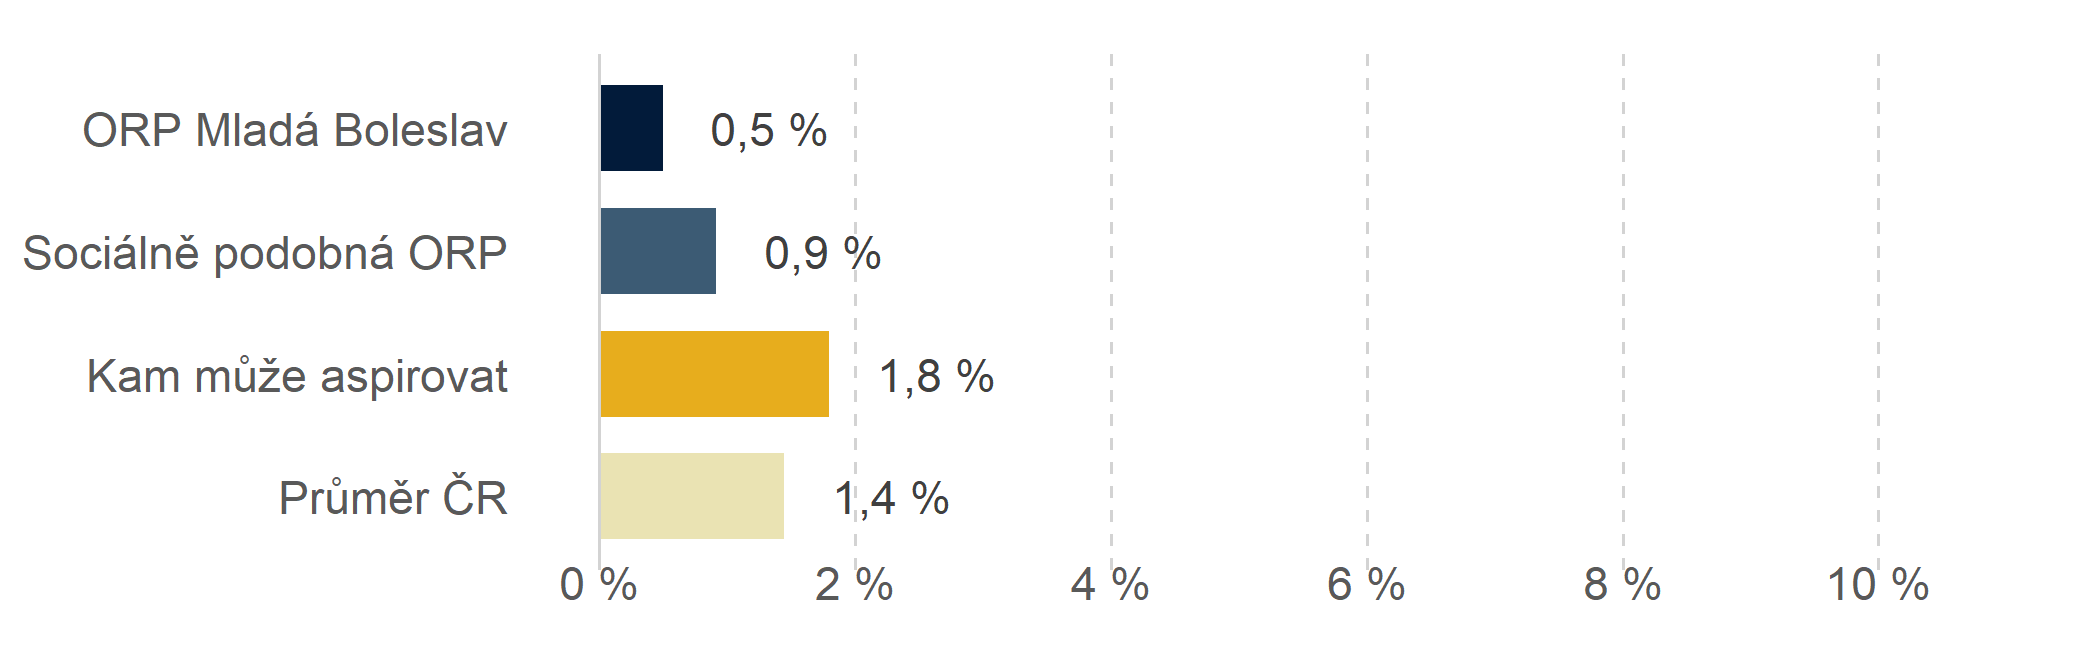 ORP Mladá Boleslav 0,5 %
Sociálně podobná ORP 0,9 %
Kam může aspirovat 1,8 %
Průměr ČR 1,4 %
0 % 2 % 4 % 6 % 8 % 10 %